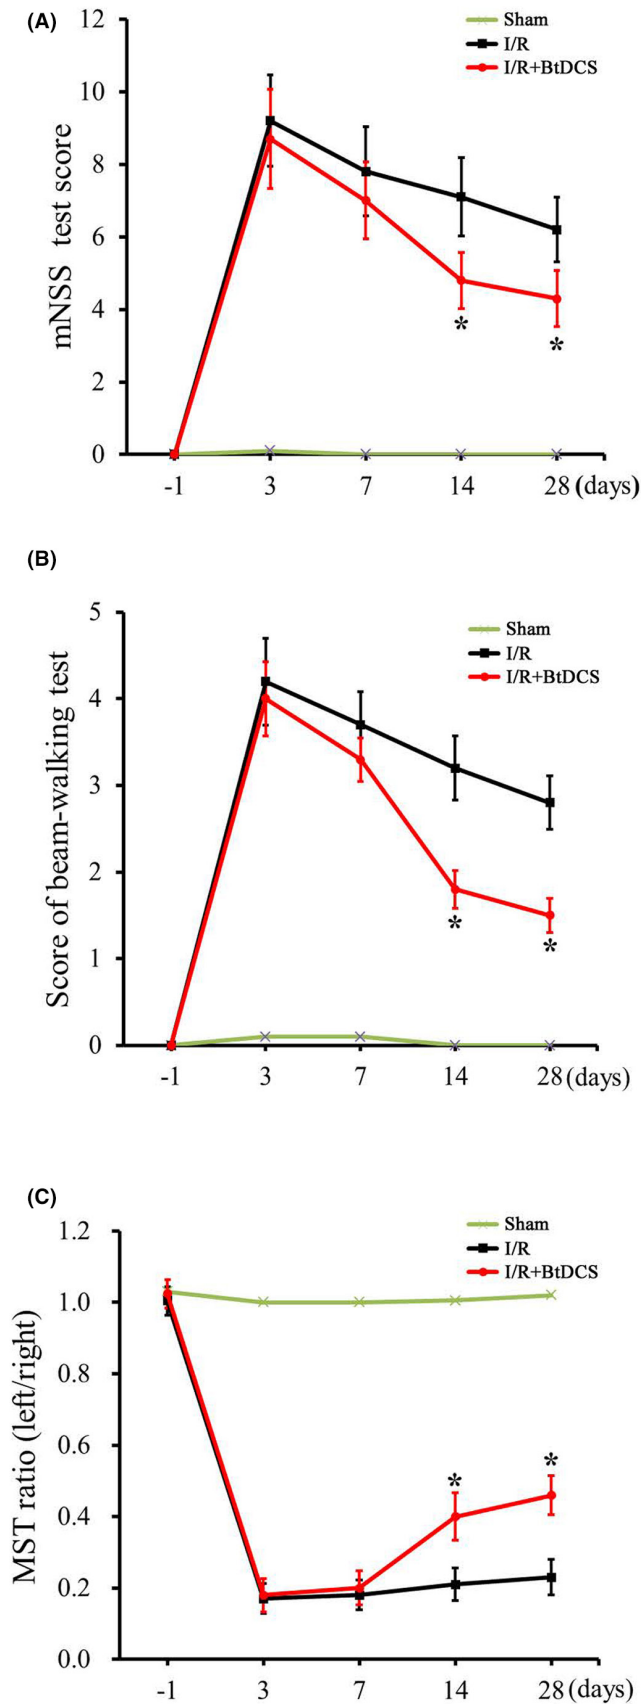 (A)
mNSS test score
12
10
8
6
4
2
0
Sham
I/R
I/R+BtDCS
*
*
-1 3 7 14 28 (days)
(B)
Score of beam-walking test
5
4
3
2
1
0
Sham
I/R
I/R+BtDCS
*
*
-1 3 7 14 28 (days)
(C)
MST ratio (left/right)
1.2
1.0
0.8
0.6
0.4
0.2
0.0
Sham
I/R
I/R+BtDCS
*
*
-1 3 7 14 28 (days)